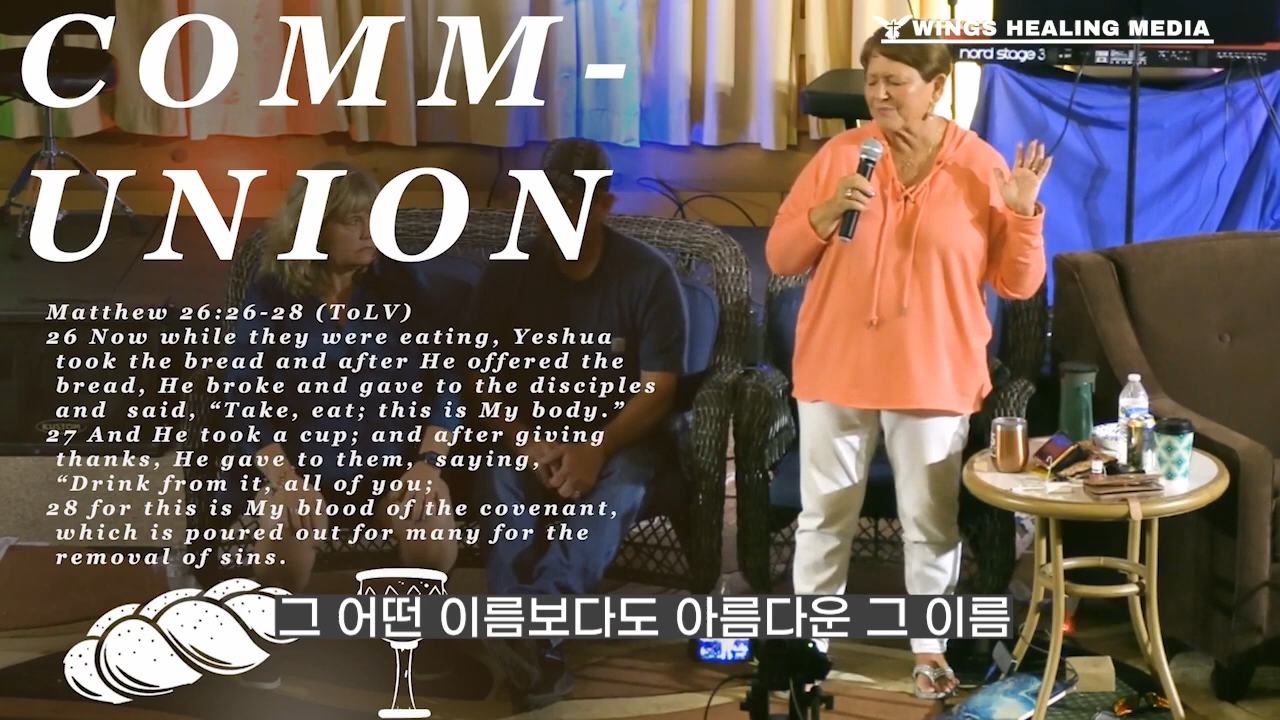 COMM-
UNION
WINGS HEALING MEDIA
nord stage 3
Matthew 26:26-28 (ToLV)
26 Now while they were eating, Yeshua
took the bread and after He offered the
bread, He broke and gave to the disciples
and said, “Take, eat; this is My body.”
27 And He took a cup; and after giving
thanks, He gave to them, saying,
“Drink from it, all of you;
28 for this is My blood of the covenant,
which is poured out for many for the
removal of sins.
KUSTOM
그 어떤 이름보다도 아름다운 그 이름